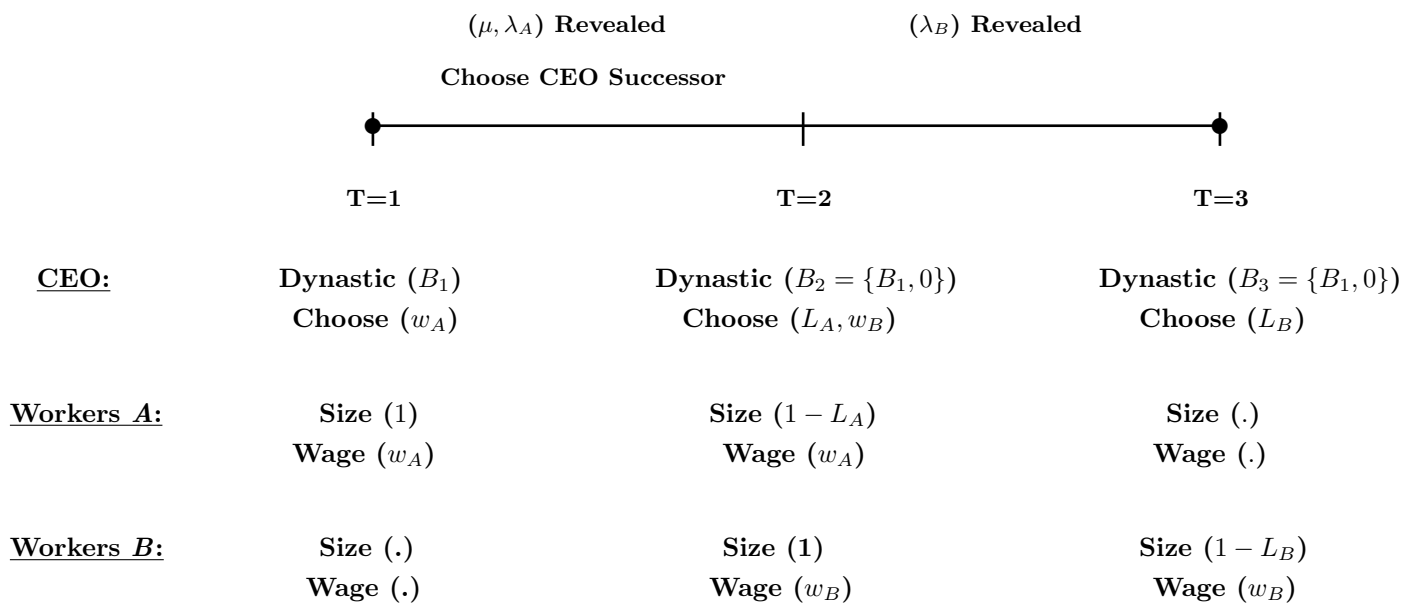 (μ, λ_A) Revealed (λ_B) Revealed
Choose CEO Successor
T=1 T=2 T=3
CEO: Dynastic (B_1) Dynastic (B_2 = {B_1, 0}) Dynastic (B_3 = {B_1, 0})
Choose (w_A) Choose (L_A, w_B) Choose (L_B)
Workers A: Size (1) Size (1 − L_A) Size (.)
Wage (w_A) Wage (w_A) Wage (.)
Workers B: Size (.) Size (1) Size (1 − L_B)
Wage (.) Wage (w_B) Wage (w_B)